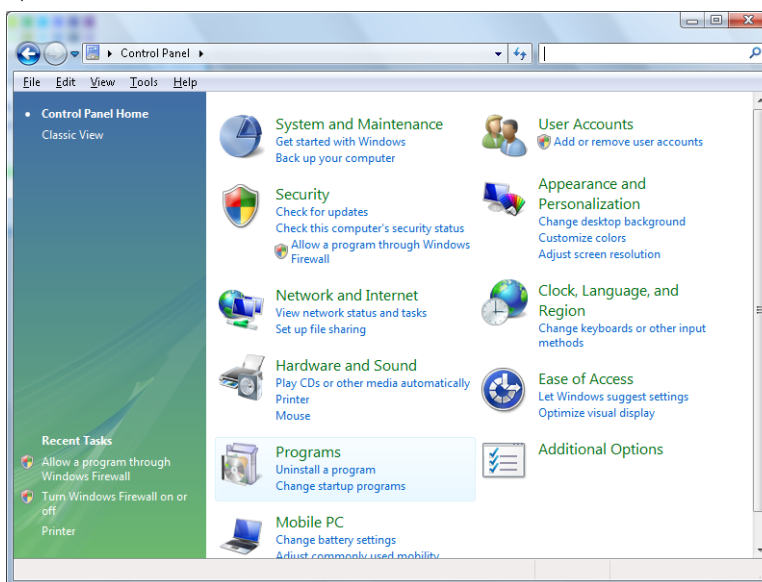 Control Panel
File Edit View Tools Help
Control Panel Home
Classic View
System and Maintenance
Get started with Windows
Back up your computer
Security
Check for updates
Check this computer's security status
Allow a program through Windows
Firewall
Network and Internet
View network status and tasks
Set up file sharing
Hardware and Sound
Play CDs or other media automatically
Printer
Mouse
Programs
Uninstall a program
Change startup programs
Mobile PC
Change battery settings
Adjust commonly used mobility
User Accounts
Add or remove user accounts
Appearance and
Personalization
Change desktop background
Customize colors
Adjust screen resolution
Clock, Language, and
Region
Change keyboards or other input
methods
Ease of Access
Let Windows suggest settings
Optimize visual display
Additional Options
Recent Tasks
Allow a program through
Windows Firewall
Turn Windows Firewall on or
off
Printer